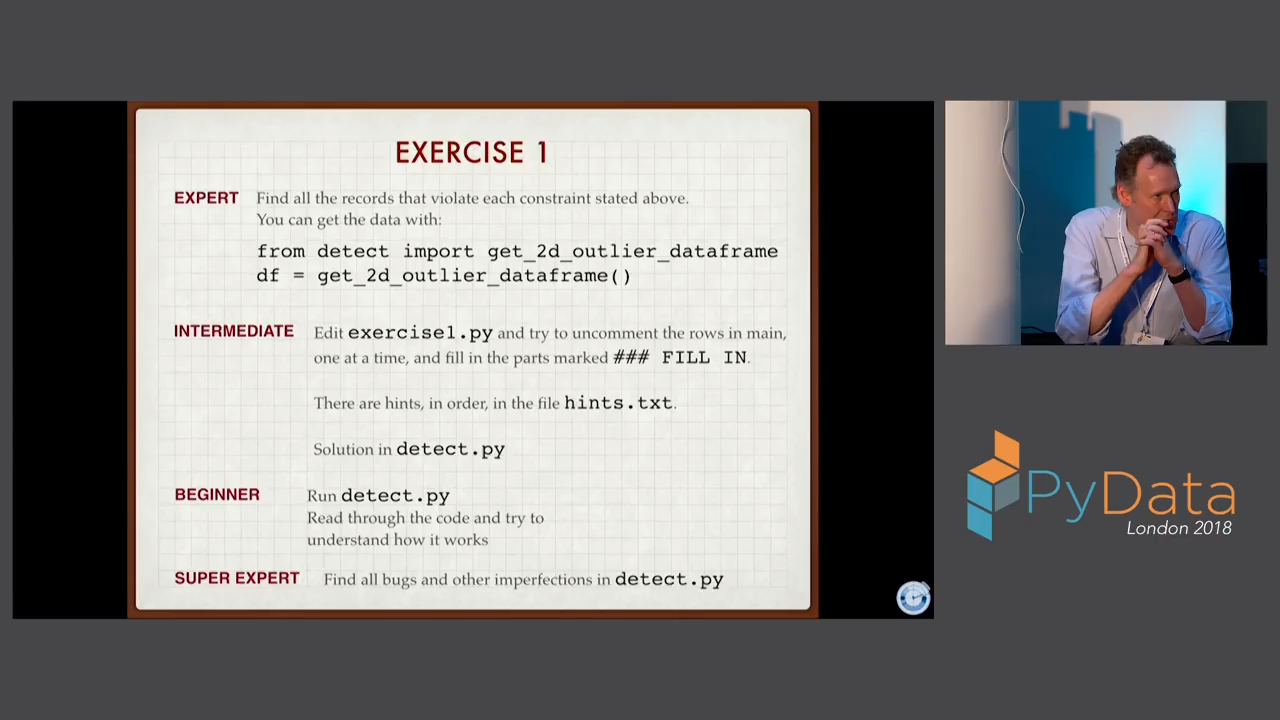 EXERCISE 1
EXPERT Find all the records that violate each constraint stated above.
You can get the data with:
from detect import get_2d_outlier_dataframe
df = get_2d_outlier_dataframe()
INTERMEDIATE Edit exercise1.py and try to uncomment the rows in main,
one at a time, and fill in the parts marked ### FILL IN.
There are hints, in order, in the file hints.txt.
Solution in detect.py
BEGINNER Run detect.py
Read through the code and try to
understand how it works
SUPER EXPERT Find all bugs and other imperfections in detect.py
PyData
London 2018